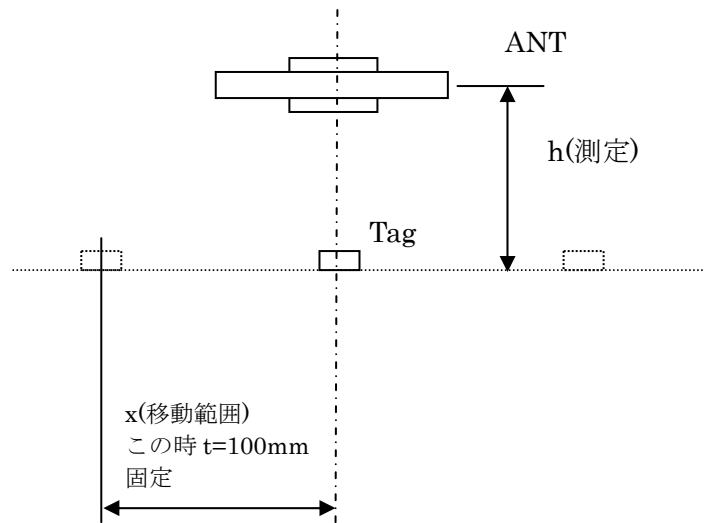 ANT
h(測定)
Tag
x(移動範囲)
この時 t=100mm
固定